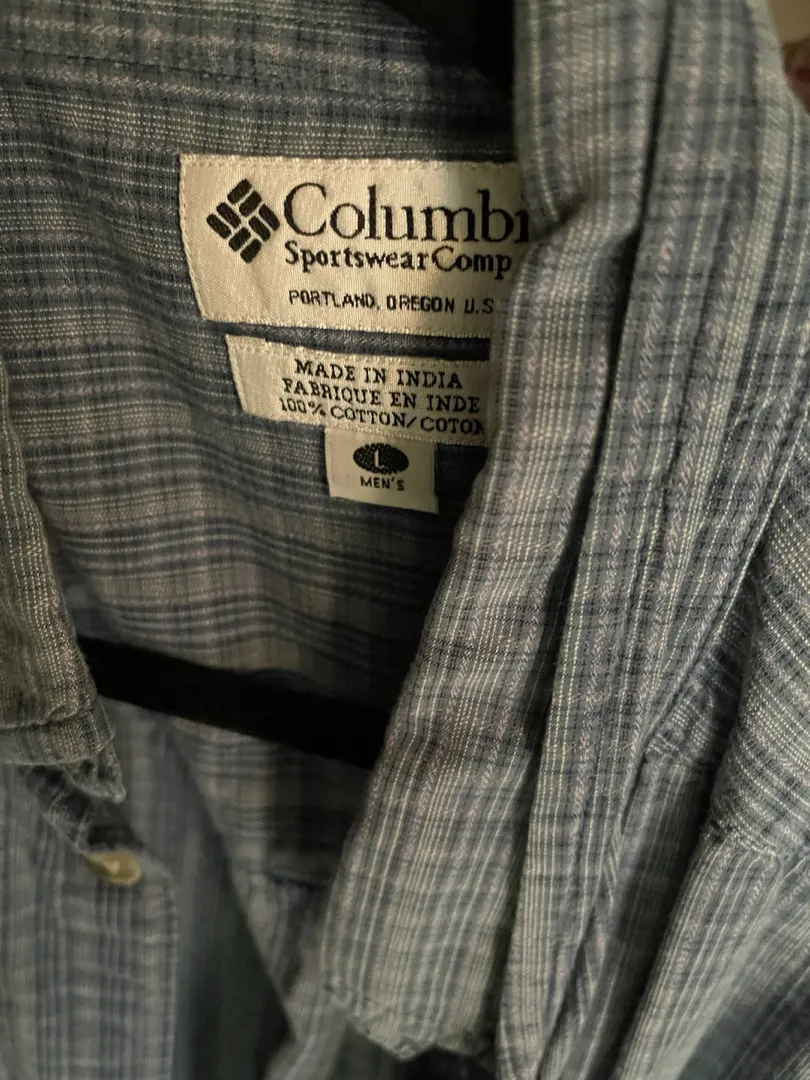 Columbi
SportswearComp
PORTLAND, OREGON U.S
MADE IN INDIA
FABRIQUE EN INDE
100% COTTON/COTON
L
MEN'S